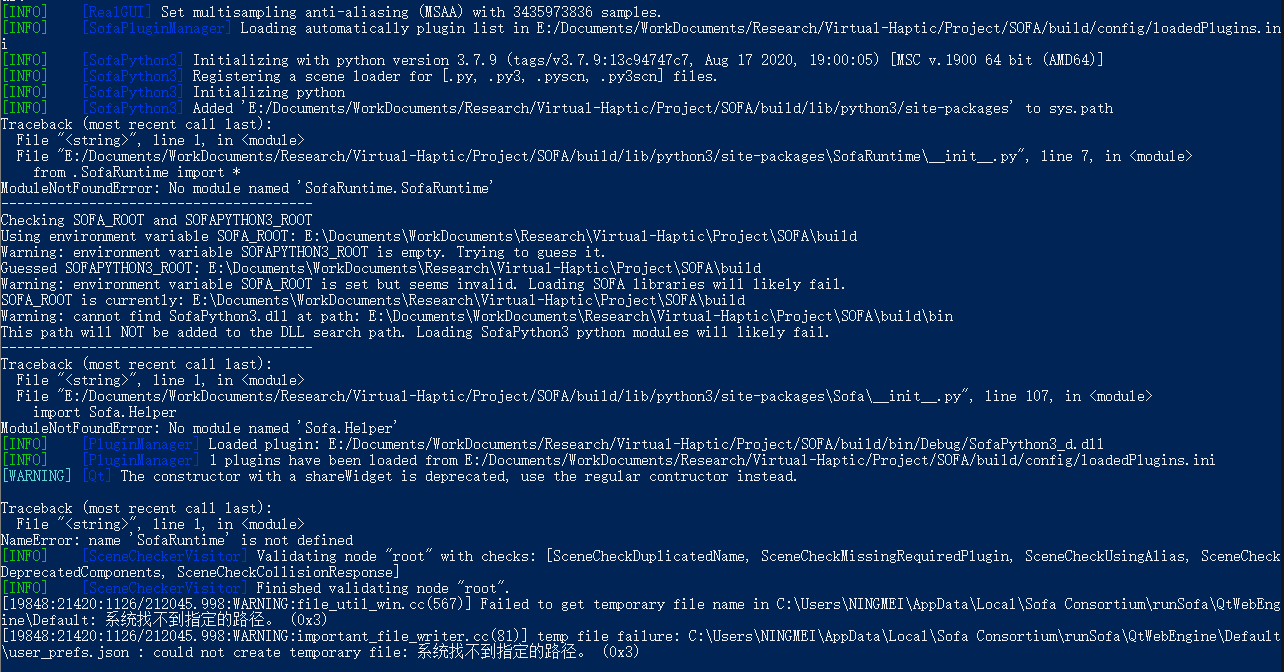 [INFO]    [RealGUI] Set multisampling anti-aliasing (MSAA) with 3435973836 samples.
[INFO]    [SofaPluginManager] Loading automatically plugin list in E:/Documents/WorkDocuments/Research/Virtual-Haptic/Project/SOFA/build/config/loadedPlugins.in
i
[INFO]    [SofaPython3] Initializing with python version 3.7.9 (tags/v3.7.9:13c94747c7, Aug 17 2020, 19:00:05) [MSC v.1900 64 bit (AMD64)]
[INFO]    [SofaPython3] Registering a scene loader for [.py, .py3, .pyscn, .py3scn] files.
[INFO]    [SofaPython3] Initializing python
[INFO]    [SofaPython3] Added 'E:/Documents/WorkDocuments/Research/Virtual-Haptic/Project/SOFA/build/lib/python3/site-packages' to sys.path
Traceback (most recent call last):
  File "<string>", line 1, in <module>
  File "E:/Documents/WorkDocuments/Research/Virtual-Haptic/Project/SOFA/build/lib/python3/site-packages\SofaRuntime\__init__.py", line 7, in <module>
    from .SofaRuntime import *
ModuleNotFoundError: No module named 'SofaRuntime.SofaRuntime'
---------------------------------------
Checking SOFA_ROOT and SOFAPYTHON3_ROOT
Using environment variable SOFA_ROOT: E:\Documents\WorkDocuments\Research\Virtual-Haptic\Project\SOFA\build
Warning: environment variable SOFAPYTHON3_ROOT is empty. Trying to guess it.
Guessed SOFAPYTHON3_ROOT: E:\Documents\WorkDocuments\Research\Virtual-Haptic\Project\SOFA\build
Warning: environment variable SOFA_ROOT is set but seems invalid. Loading SOFA libraries will likely fail.
SOFA_ROOT is currently: E:\Documents\WorkDocuments\Research\Virtual-Haptic\Project\SOFA\build
Warning: cannot find SofaPython3.dll at path: E:\Documents\WorkDocuments\Research\Virtual-Haptic\Project\SOFA\build\bin
This path will NOT be added to the DLL search path. Loading SofaPython3 python modules will likely fail.
---------------------------------------
Traceback (most recent call last):
  File "<string>", line 1, in <module>
  File "E:/Documents/WorkDocuments/Research/Virtual-Haptic/Project/SOFA/build/lib/python3/site-packages\Sofa\__init__.py", line 107, in <module>
    import Sofa.Helper
ModuleNotFoundError: No module named 'Sofa.Helper'
[INFO]    [PluginManager] Loaded plugin: E:/Documents/WorkDocuments/Research/Virtual-Haptic/Project/SOFA/build/bin/Debug/SofaPython3_d.dll
[INFO]    [PluginManager] 1 plugins have been loaded from E:/Documents/WorkDocuments/Research/Virtual-Haptic/Project/SOFA/build/config/loadedPlugins.ini
[WARNING] [Qt] The constructor with a shareWidget is deprecated, use the regular contructor instead.
Traceback (most recent call last):
  File "<string>", line 1, in <module>
NameError: name 'SofaRuntime' is not defined
[INFO]    [SceneCheckerVisitor] Validating node "root" with checks: [SceneCheckDuplicatedName, SceneCheckMissingRequiredPlugin, SceneCheckUsingAlias, SceneCheck
DeprecatedComponents, SceneCheckCollisionResponse]
[INFO]    [SceneCheckerVisitor] Finished validating node "root".
[19848:21420:1126/212045.998:WARNING:file_util_win.cc(567)] Failed to get temporary file name in C:\Users\NINGMEI\AppData\Local\Sofa Consortium\runSofa\QtWebEng
ine\Default: 系统找不到指定的路径。 (0x3)
[19848:21420:1126/212045.998:WARNING:important_file_writer.cc(81)] temp file failure: C:\Users\NINGMEI\AppData\Local\Sofa Consortium\runSofa\QtWebEngine\Default
\user_prefs.json : could not create temporary file: 系统找不到指定的路径。 (0x3)